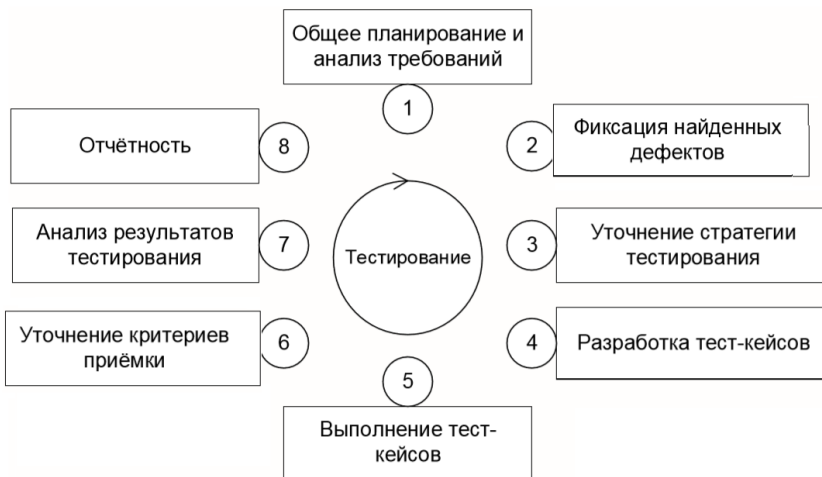 Общее планирование и
анализ требований
1
2
Фиксация найденных
дефектов
8
Отчётность
3
Уточнение стратегии
тестирования
7
Анализ результатов
тестирования
Тестирование
4
Разработка тест-кейсов
6
Уточнение критериев
приёмки
5
Выполнение тест-
кейсов